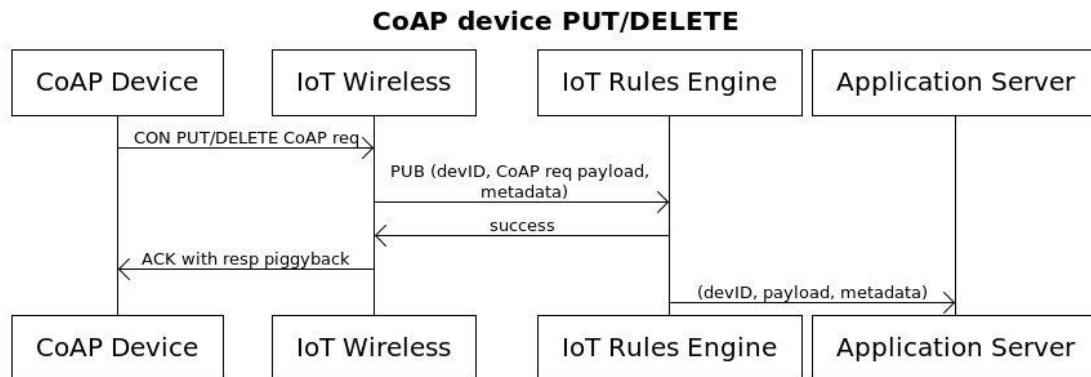 CoAP device PUT/DELETE
CoAP Device
IoT Wireless
IoT Rules Engine
Application Server
CON PUT/DELETE CoAP req
PUB (devID, CoAP req payload,
metadata)
success
ACK with resp piggyback
(devID, payload, metadata)
CoAP Device
IoT Wireless
IoT Rules Engine
Application Server